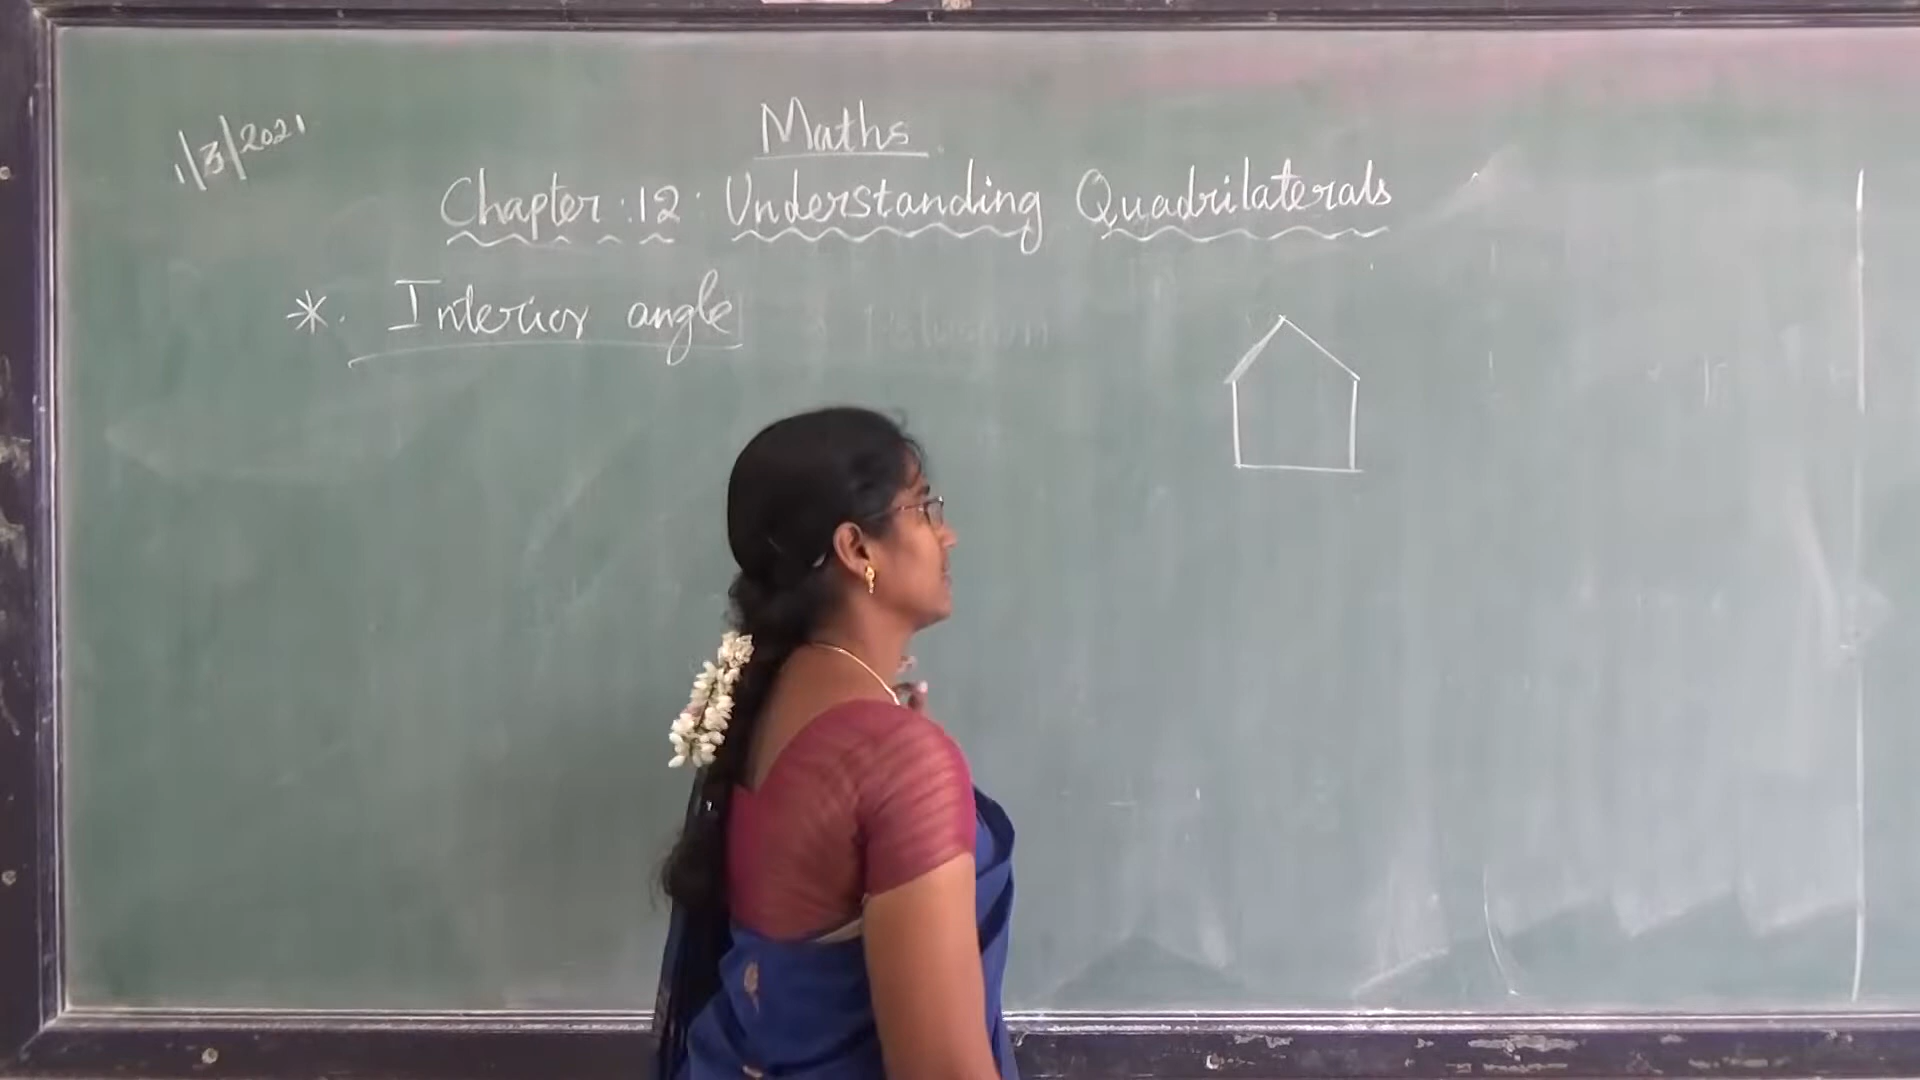 1/3/2021
Maths
Chapter:12: Understanding Quadrilaterals
*. Interior angle